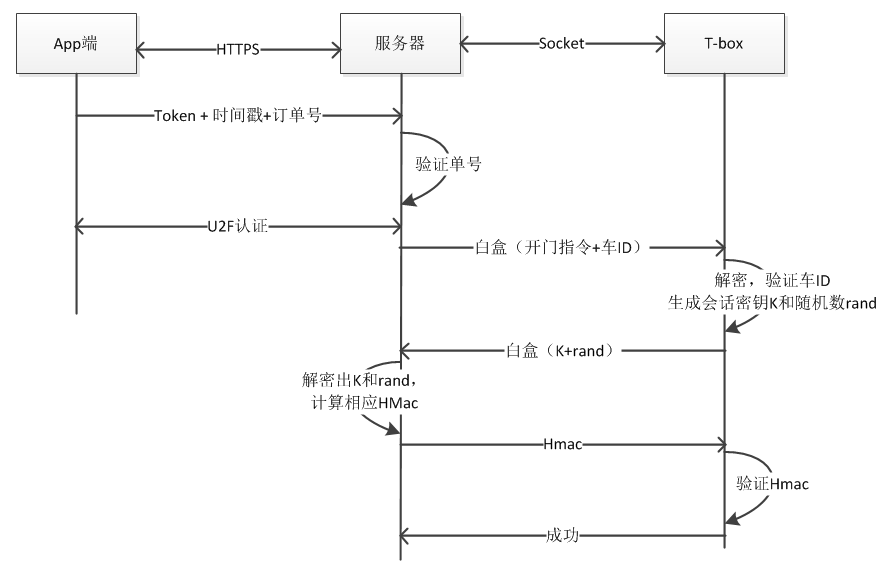 App端
HTTPS
服务器
Socket
T-box
Token + 时间戳+订单号
验证单号
U2F认证
白盒（开门指令+车ID）
解密，验证车ID
生成会话密钥K和随机数rand
白盒（K+rand）
解密出K和rand，
计算相应HMac
Hmac
验证Hmac
成功